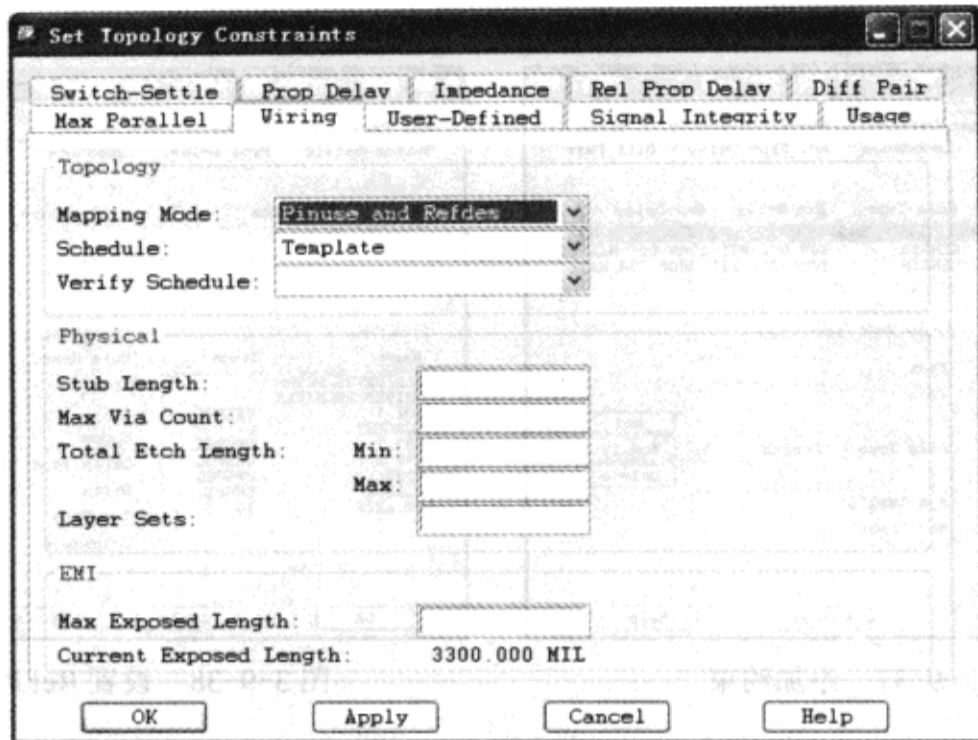 Set Topology Constraints
Switch-Settle Prop Delay Impedance Rel Prop Delay Diff Pair
Max Parallel Wiring User-Defined Signal Integrity Usage
Topology
Mapping Mode: Pinuse and Refdes
Schedule: Template
Verify Schedule:
Physical
Stub Length:
Max Via Count:
Total Etch Length: Min:
Max:
Layer Sets:
EMI
Max Exposed Length:
Current Exposed Length: 3300.000 MIL
OK Apply Cancel Help